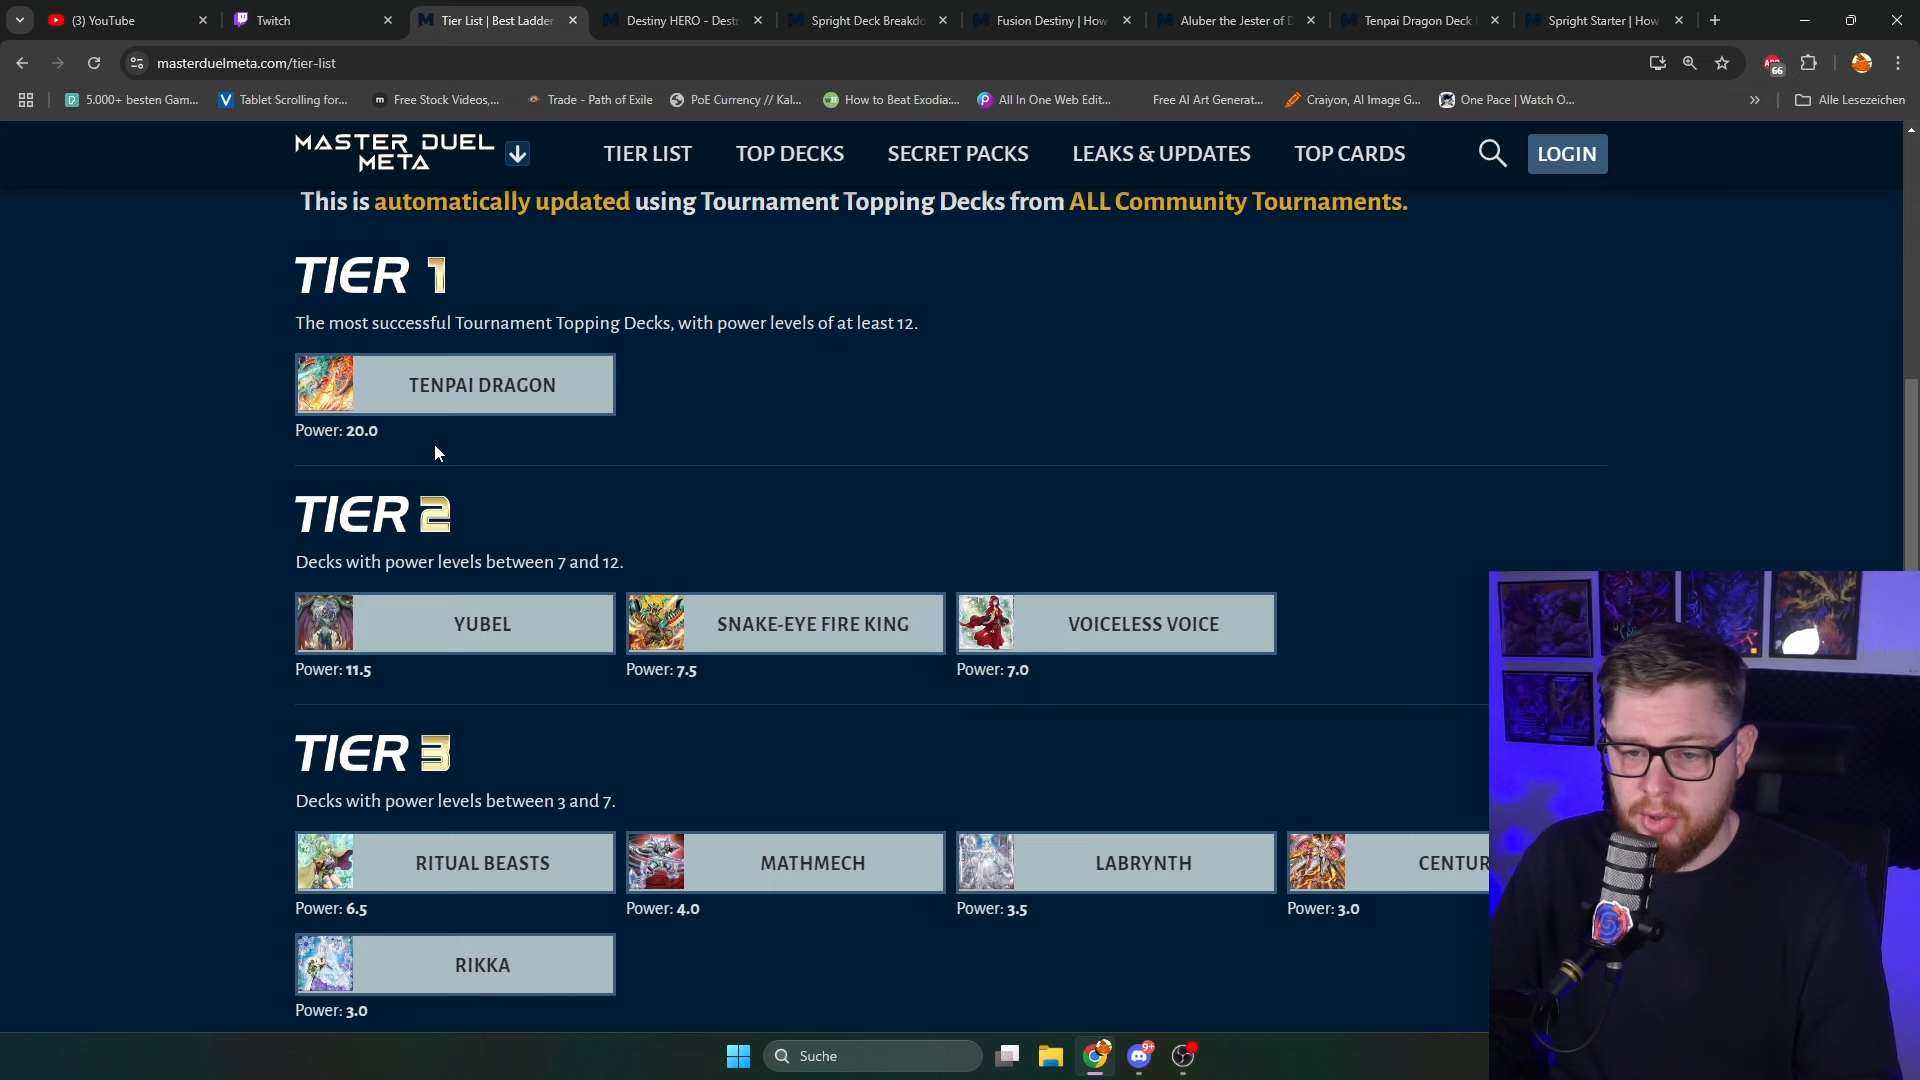 (3) YouTube
Twitch
Tier List | Best Ladder
Destiny HERO - Dest
Spright Deck Breakdo
Fusion Destiny | How
Aluber the Jester of D
Tenpai Dragon Deck
Spright Starter | How
masterduelmeta.com/tier-list
66
5.000+ besten Gam...
Tablet Scrolling for...
Free Stock Videos,...
Trade - Path of Exile
PoE Currency // Kal...
How to Beat Exodia:...
All In One Web Edit...
Free AI Art Generat...
Craiyon, AI Image G...
One Pace | Watch O...
Alle Lesezeichen
MASTER DUEL
META
TIER LIST
TOP DECKS
SECRET PACKS
LEAKS & UPDATES
TOP CARDS
LOGIN
This is automatically updated using Tournament Topping Decks from ALL Community Tournaments.
TIER 1
The most successful Tournament Topping Decks, with power levels of at least 12.
TENPAI DRAGON
Power: 20.0
TIER 2
Decks with power levels between 7 and 12.
YUBEL
SNAKE-EYE FIRE KING
VOICELESS VOICE
Power: 11.5
Power: 7.5
Power: 7.0
TIER 3
Decks with power levels between 3 and 7.
RITUAL BEASTS
MATHMECH
LABRYNTH
CENTUR
Power: 6.5
Power: 4.0
Power: 3.5
Power: 3.0
RIKKA
Power: 3.0
Suche
9+